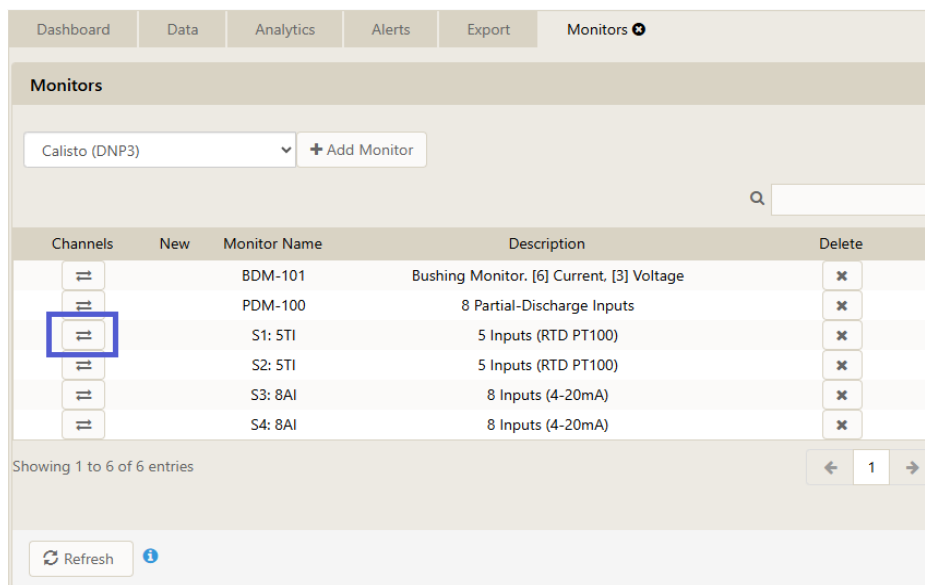 Dashboard Data Analytics Alerts Export Monitors
Monitors
Calisto (DNP3) Add Monitor
Channels New Monitor Name Description Delete
BDM-101 Bushing Monitor. [6] Current, [3] Voltage
PDM-100 8 Partial-Discharge Inputs
S1: 5TI 5 Inputs (RTD PT100)
S2: 5TI 5 Inputs (RTD PT100)
S3: 8AI 8 Inputs (4-20mA)
S4: 8AI 8 Inputs (4-20mA)
Showing 1 to 6 of 6 entries 1
Refresh